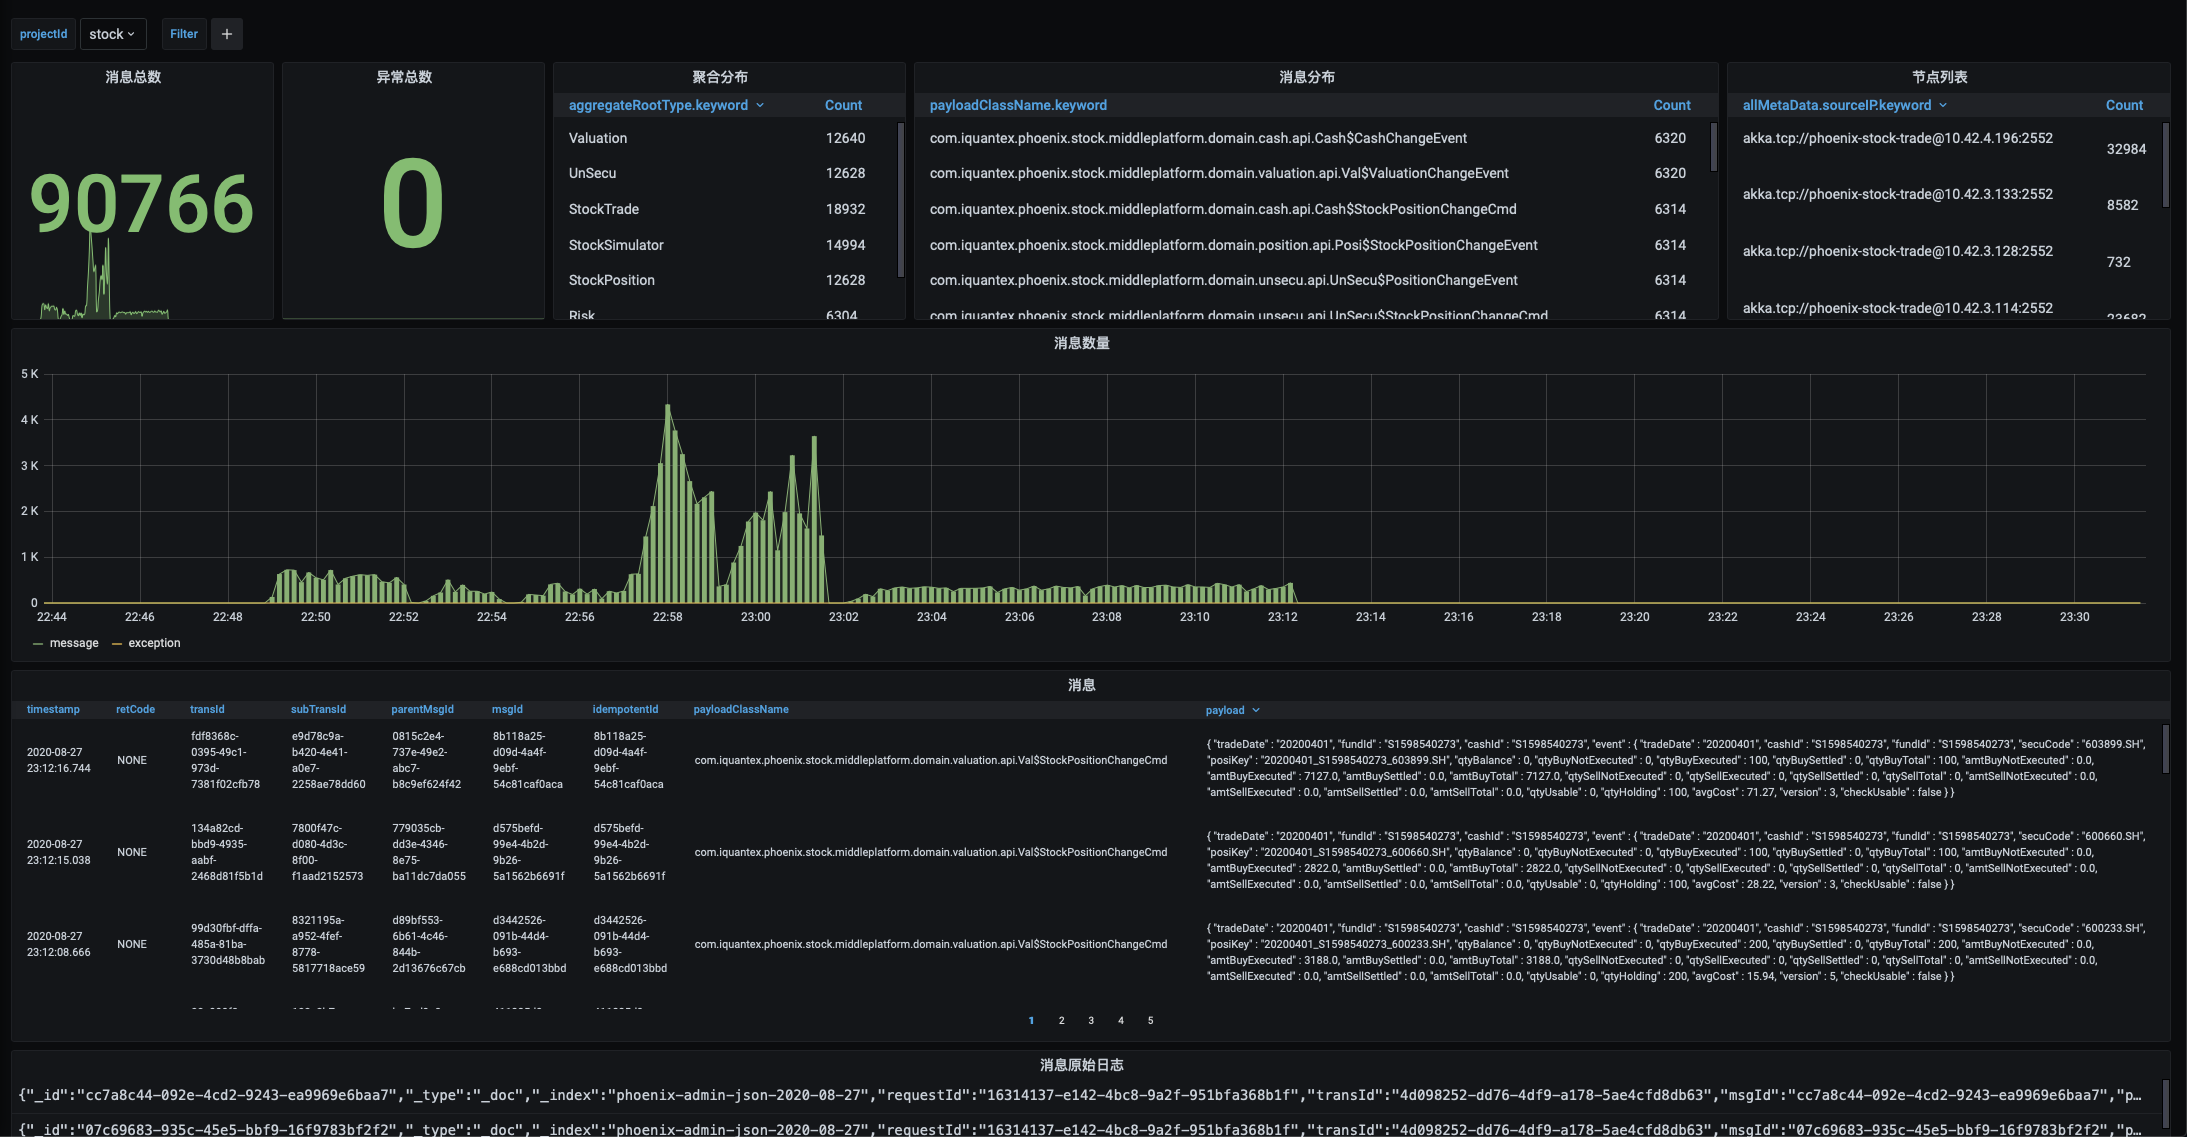 projectId stock Filter +
消息总数
90766
异常总数
0
聚合分布
aggregateRootType.keyword Count
Valuation 12640
UnSecu 12628
StockTrade 18932
StockSimulator 14994
StockPosition 12628
Risk 6304
消息分布
payloadClassName.keyword Count
com.iquantex.phoenix.stock.middleplatform.domain.cash.api.Cash$CashChangeEvent 6320
com.iquantex.phoenix.stock.middleplatform.domain.valuation.api.Val$ValuationChangeEvent 6320
com.iquantex.phoenix.stock.middleplatform.domain.cash.api.Cash$StockPositionChangeCmd 6314
com.iquantex.phoenix.stock.middleplatform.domain.position.api.Posi$StockPositionChangeEvent 6314
com.iquantex.phoenix.stock.middleplatform.domain.unsecu.api.UnSecu$PositionChangeEvent 6314
com.iquantex.phoenix.stock.middleplatform.domain.unsecu.api.UnSecu$StockPositionChangeCmd 6314
节点列表
allMetaData.sourceIP.keyword Count
akka.tcp://phoenix-stock-trade@10.42.4.196:2552 32984
akka.tcp://phoenix-stock-trade@10.42.3.133:2552 8582
akka.tcp://phoenix-stock-trade@10.42.3.128:2552 732
akka.tcp://phoenix-stock-trade@10.42.3.114:2552 23682
消息数量
5 K
4 K
3 K
2 K
1 K
0
22:44 22:46 22:48 22:50 22:52 22:54 22:56 22:58 23:00 23:02 23:04 23:06 23:08 23:10 23:12 23:14 23:16 23:18 23:20 23:22 23:24 23:26 23:28 23:30
message exception
消息
timestamp retCode transId subTransId parentMsgId msgId idempotentId payloadClassName payload
2020-08-27
23:12:16.744
NONE
fdf8368c-
0395-49c1-
973d-
7381f02cfb78
e9d78c9a-
b420-4e41-
a0e7-
2258ae78dd60
0815c2e4-
737e-49e2-
abc7-
b8c9ef624f42
8b118a25-
d09d-4a4f-
9ebf-
54c81caf0aca
8b118a25-
d09d-4a4f-
9ebf-
54c81caf0aca
com.iquantex.phoenix.stock.middleplatform.domain.valuation.api.Val$StockPositionChangeCmd
{ "tradeDate" : "20200401", "fundId" : "S1598540273", "cashId" : "S1598540273", "event" : { "tradeDate" : "20200401", "cashId" : "S1598540273", "fundId" : "S1598540273", "secuCode" : "603899.SH",
"posiKey" : "20200401_S1598540273_603899.SH", "qtyBalance" : 0, "qtyBuyNotExecuted" : 0, "qtyBuyExecuted" : 100, "qtyBuySettled" : 0, "qtyBuyTotal" : 100, "amtBuyNotExecuted" : 0.0,
"amtBuyExecuted" : 7127.0, "amtBuySettled" : 0.0, "amtBuyTotal" : 7127.0, "qtySellNotExecuted" : 0, "qtySellExecuted" : 0, "qtySellSettled" : 0, "qtySellTotal" : 0, "amtSellNotExecuted" : 0.0,
"amtSellExecuted" : 0.0, "amtSellSettled" : 0.0, "amtSellTotal" : 0.0, "qtyUsable" : 0, "qtyHolding" : 100, "avgCost" : 71.27, "version" : 3, "checkUsable" : false } }
2020-08-27
23:12:15.038
NONE
134a82cd-
bbd9-4935-
aabf-
2468d81f5b1d
7800f47c-
d080-4d3c-
8f00-
f1aad2152573
779035cb-
dd3e-4346-
8e75-
ba11dc7da055
d575befd-
99e4-4b2d-
9b26-
5a1562b6691f
d575befd-
99e4-4b2d-
9b26-
5a1562b6691f
com.iquantex.phoenix.stock.middleplatform.domain.valuation.api.Val$StockPositionChangeCmd
{ "tradeDate" : "20200401", "fundId" : "S1598540273", "cashId" : "S1598540273", "event" : { "tradeDate" : "20200401", "cashId" : "S1598540273", "fundId" : "S1598540273", "secuCode" : "600660.SH",
"posiKey" : "20200401_S1598540273_600660.SH", "qtyBalance" : 0, "qtyBuyNotExecuted" : 0, "qtyBuyExecuted" : 100, "qtyBuySettled" : 0, "qtyBuyTotal" : 100, "amtBuyNotExecuted" : 0.0,
"amtBuyExecuted" : 2822.0, "amtBuySettled" : 0.0, "amtBuyTotal" : 2822.0, "qtySellNotExecuted" : 0, "qtySellExecuted" : 0, "qtySellSettled" : 0, "qtySellTotal" : 0, "amtSellNotExecuted" : 0.0,
"amtSellExecuted" : 0.0, "amtSellSettled" : 0.0, "amtSellTotal" : 0.0, "qtyUsable" : 0, "qtyHolding" : 100, "avgCost" : 28.22, "version" : 3, "checkUsable" : false } }
2020-08-27
23:12:08.666
NONE
99d30fbf-dffa-
485a-81ba-
3730d48b8bab
8321195a-
a952-4fef-
8778-
5817718ace59
d89bf553-
6b61-4c46-
844b-
2d13676c67cb
d3442526-
091b-44d4-
b693-
e688cd013bbd
d3442526-
091b-44d4-
b693-
e688cd013bbd
com.iquantex.phoenix.stock.middleplatform.domain.valuation.api.Val$StockPositionChangeCmd
{ "tradeDate" : "20200401", "fundId" : "S1598540273", "cashId" : "S1598540273", "event" : { "tradeDate" : "20200401", "cashId" : "S1598540273", "fundId" : "S1598540273", "secuCode" : "600233.SH",
"posiKey" : "20200401_S1598540273_600233.SH", "qtyBalance" : 0, "qtyBuyNotExecuted" : 0, "qtyBuyExecuted" : 200, "qtyBuySettled" : 0, "qtyBuyTotal" : 200, "amtBuyNotExecuted" : 0.0,
"amtBuyExecuted" : 3188.0, "amtBuySettled" : 0.0, "amtBuyTotal" : 3188.0, "qtySellNotExecuted" : 0, "qtySellExecuted" : 0, "qtySellSettled" : 0, "qtySellTotal" : 0, "amtSellNotExecuted" : 0.0,
"amtSellExecuted" : 0.0, "amtSellSettled" : 0.0, "amtSellTotal" : 0.0, "qtyUsable" : 0, "qtyHolding" : 200, "avgCost" : 15.94, "version" : 5, "checkUsable" : false } }
1 2 3 4 5
消息原始日志
{"_id":"cc7a8c44-092e-4cd2-9243-ea9969e6baa7","_type":"_doc","_index":"phoenix-admin-json-2020-08-27","requestId":"16314137-e142-4bc8-9a2f-951bfa368b1f","transId":"4d098252-dd76-4df9-a178-5ae4cfd8db63","msgId":"cc7a8c44-092e-4cd2-9243-ea9969e6baa7","p…
{"_id":"07c69683-935c-45e5-bbf9-16f9783bf2f2","_type":"_doc","_index":"phoenix-admin-json-2020-08-27","requestId":"16314137-e142-4bc8-9a2f-951bfa368b1f","transId":"4d098252-dd76-4df9-a178-5ae4cfd8db63","msgId":"07c69683-935c-45e5-bbf9-16f9783bf2f2","p…